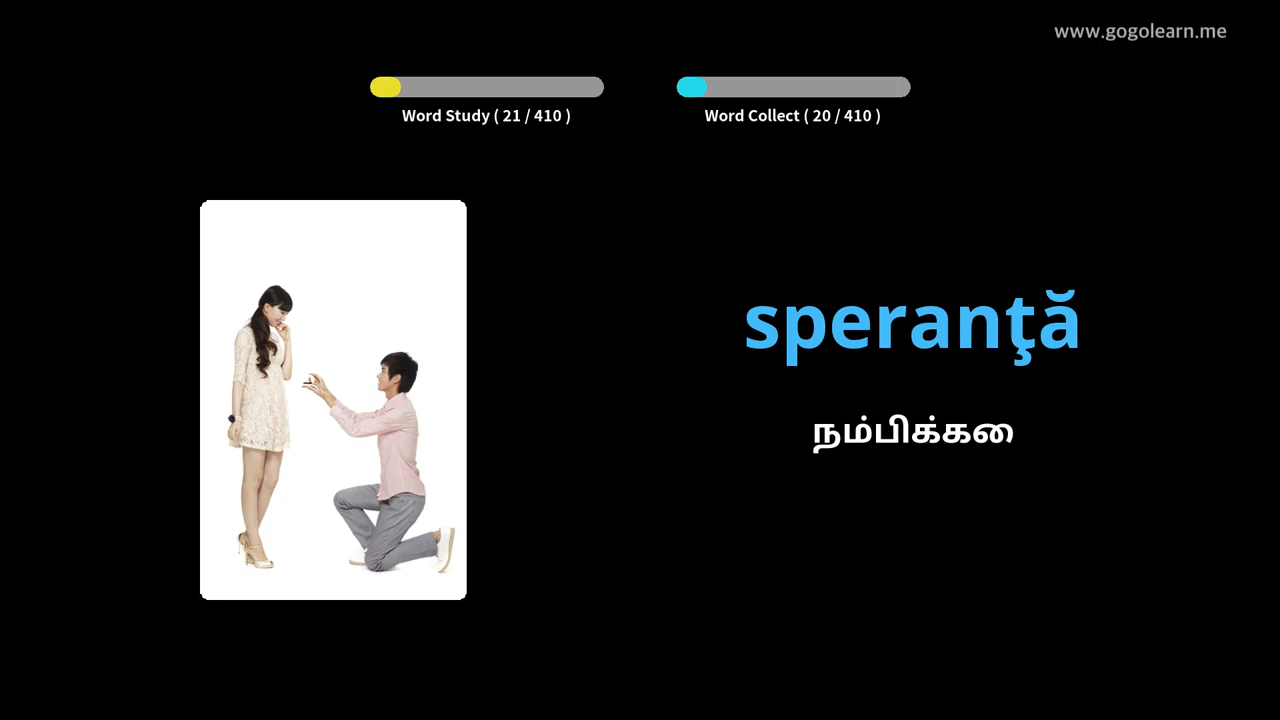 www.gogolearn.me
Word Study ( 21 / 410 )
Word Collect ( 20 / 410 )
speranţă
நம்பிக்கை